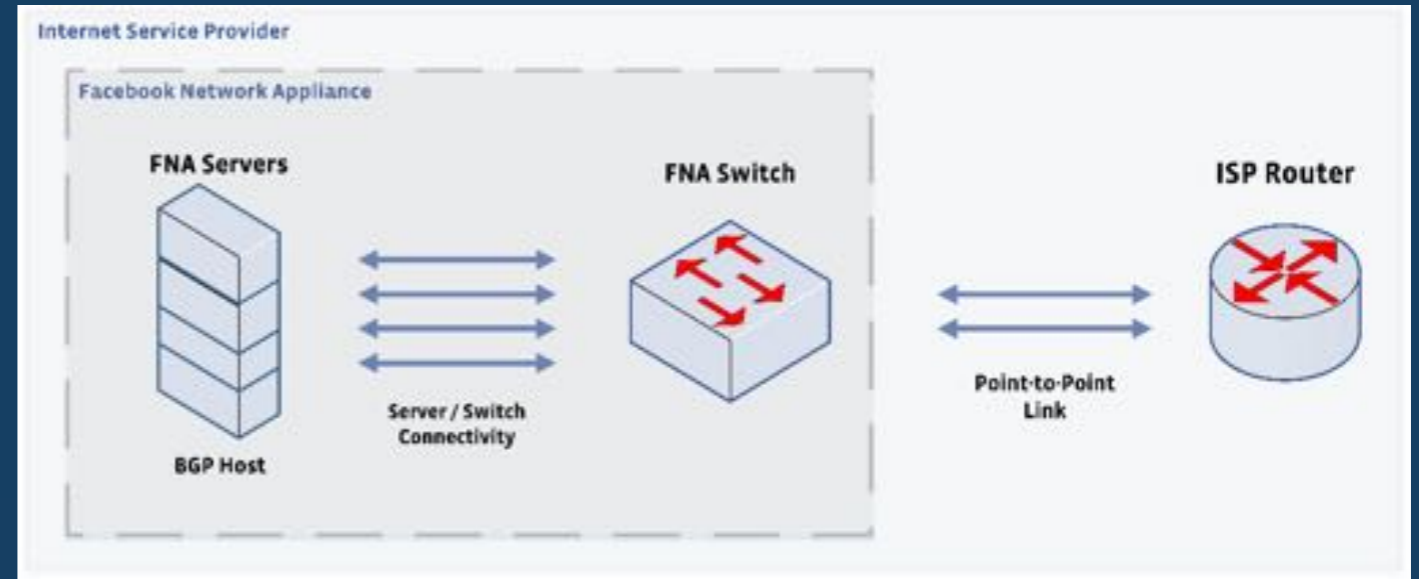 Internet Service Provider
Facebook Network Appliance
FNA Servers
FNA Switch
ISP Router
Server / Switch
Connectivity
Point-to-Point
Link
BGP Host